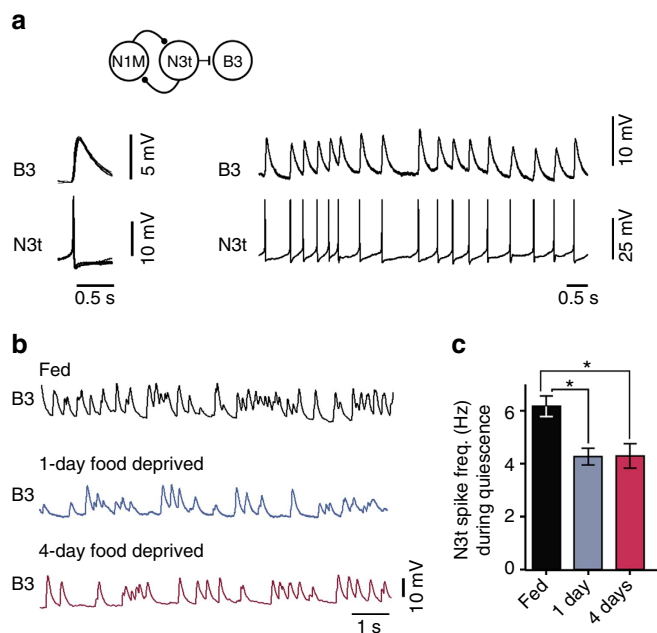 a
N1M N3t B3
B3
5 mV
B3
10 mV
N3t
10 mV
N3t
25 mV
0.5 s
0.5 s
b
Fed
B3
1-day food deprived
B3
4-day food deprived
B3
10 mV
1 s
c
N3t spike freq. (Hz)
during quiescence
6
4
2
0
*
*
Fed
1 day
4 days